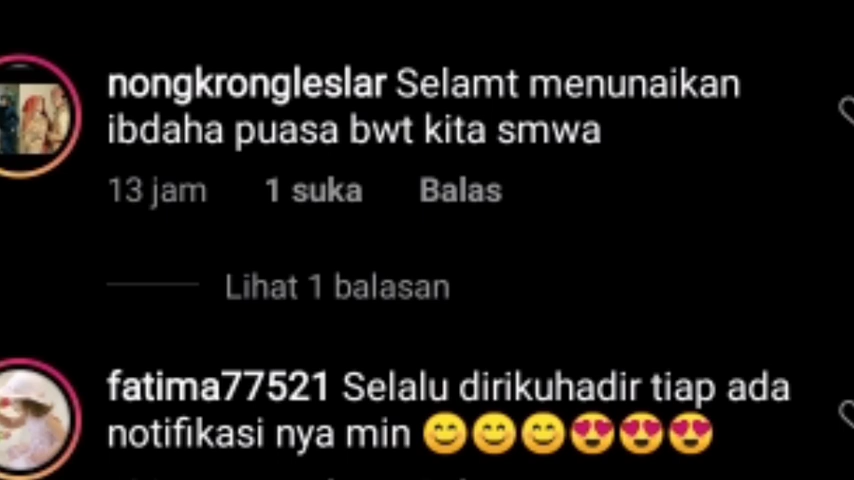 nongkrongleslar Selamt menunaikan
ibdaha puasa bwt kita smwa
13 jam 1 suka Balas
Lihat 1 balasan
fatima77521 Selalu dirikuhadir tiap ada
notifikasi nya min 😊😊😊😍😍😍